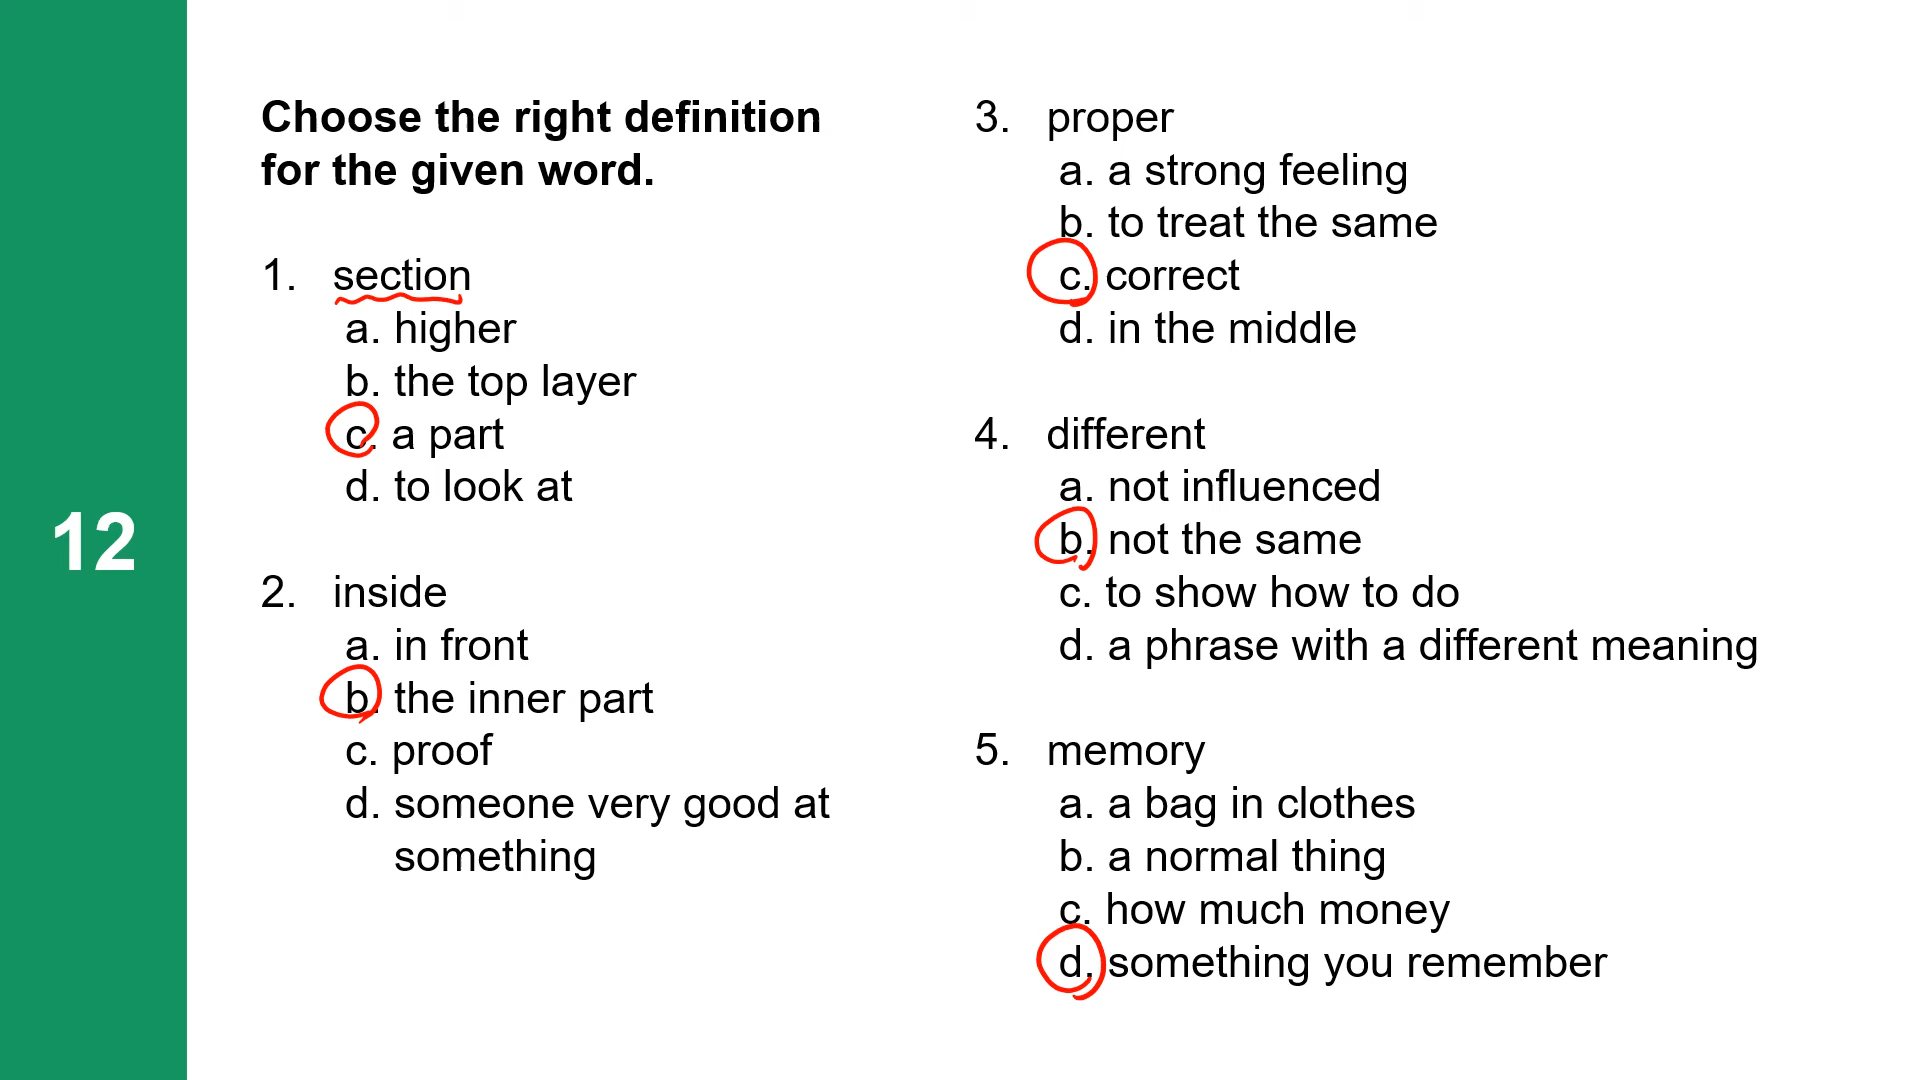 12
Choose the right definition
for the given word.
1. section
a. higher
b. the top layer
c. a part
d. to look at
2. inside
a. in front
b. the inner part
c. proof
d. someone very good at
something
3. proper
a. a strong feeling
b. to treat the same
c. correct
d. in the middle
4. different
a. not influenced
b. not the same
c. to show how to do
d. a phrase with a different meaning
5. memory
a. a bag in clothes
b. a normal thing
c. how much money
d. something you remember